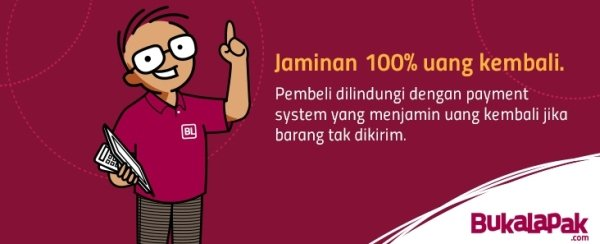 Jaminan 100% uang kembali.
Pembeli dilindungi dengan payment
system yang menjamin uang kembali jika
barang tak dikirim.
BL
BukaLapak
.com